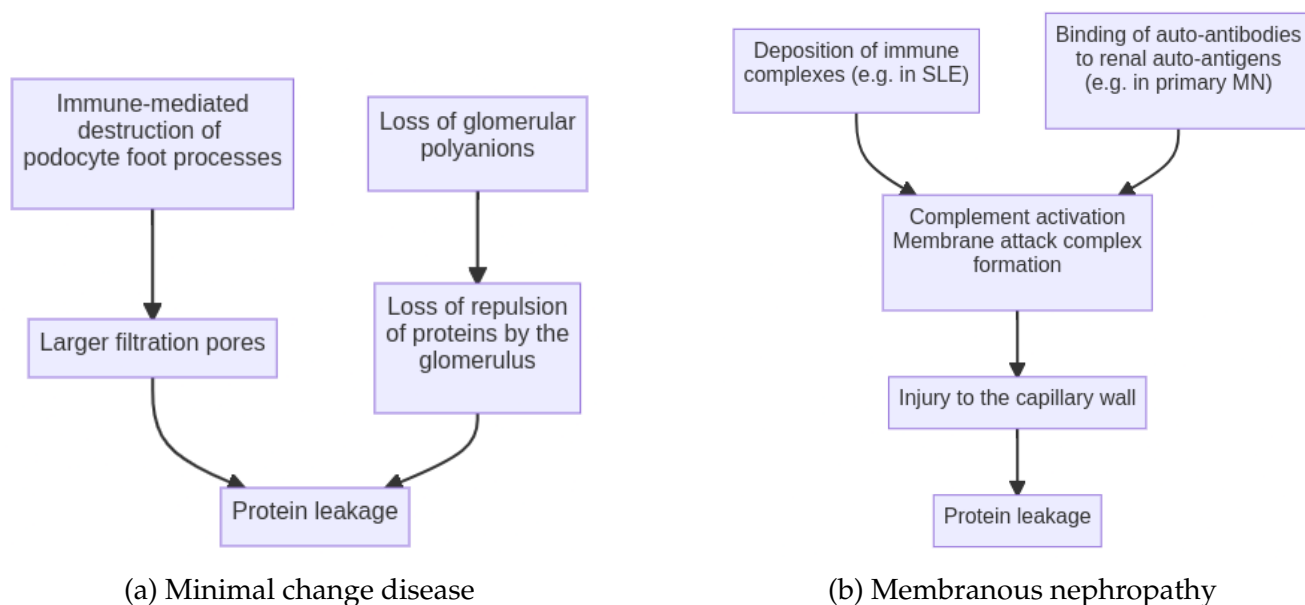 Immune-mediated
destruction of
podocyte foot processes
Loss of glomerular
polyanions
Larger filtration pores
Loss of repulsion
of proteins by the
glomerulus
Protein leakage
(a) Minimal change disease
Deposition of immune
complexes (e.g. in SLE)
Binding of auto-antibodies
to renal auto-antigens
(e.g. in primary MN)
Complement activation
Membrane attack complex
formation
Injury to the capillary wall
Protein leakage
(b) Membranous nephropathy